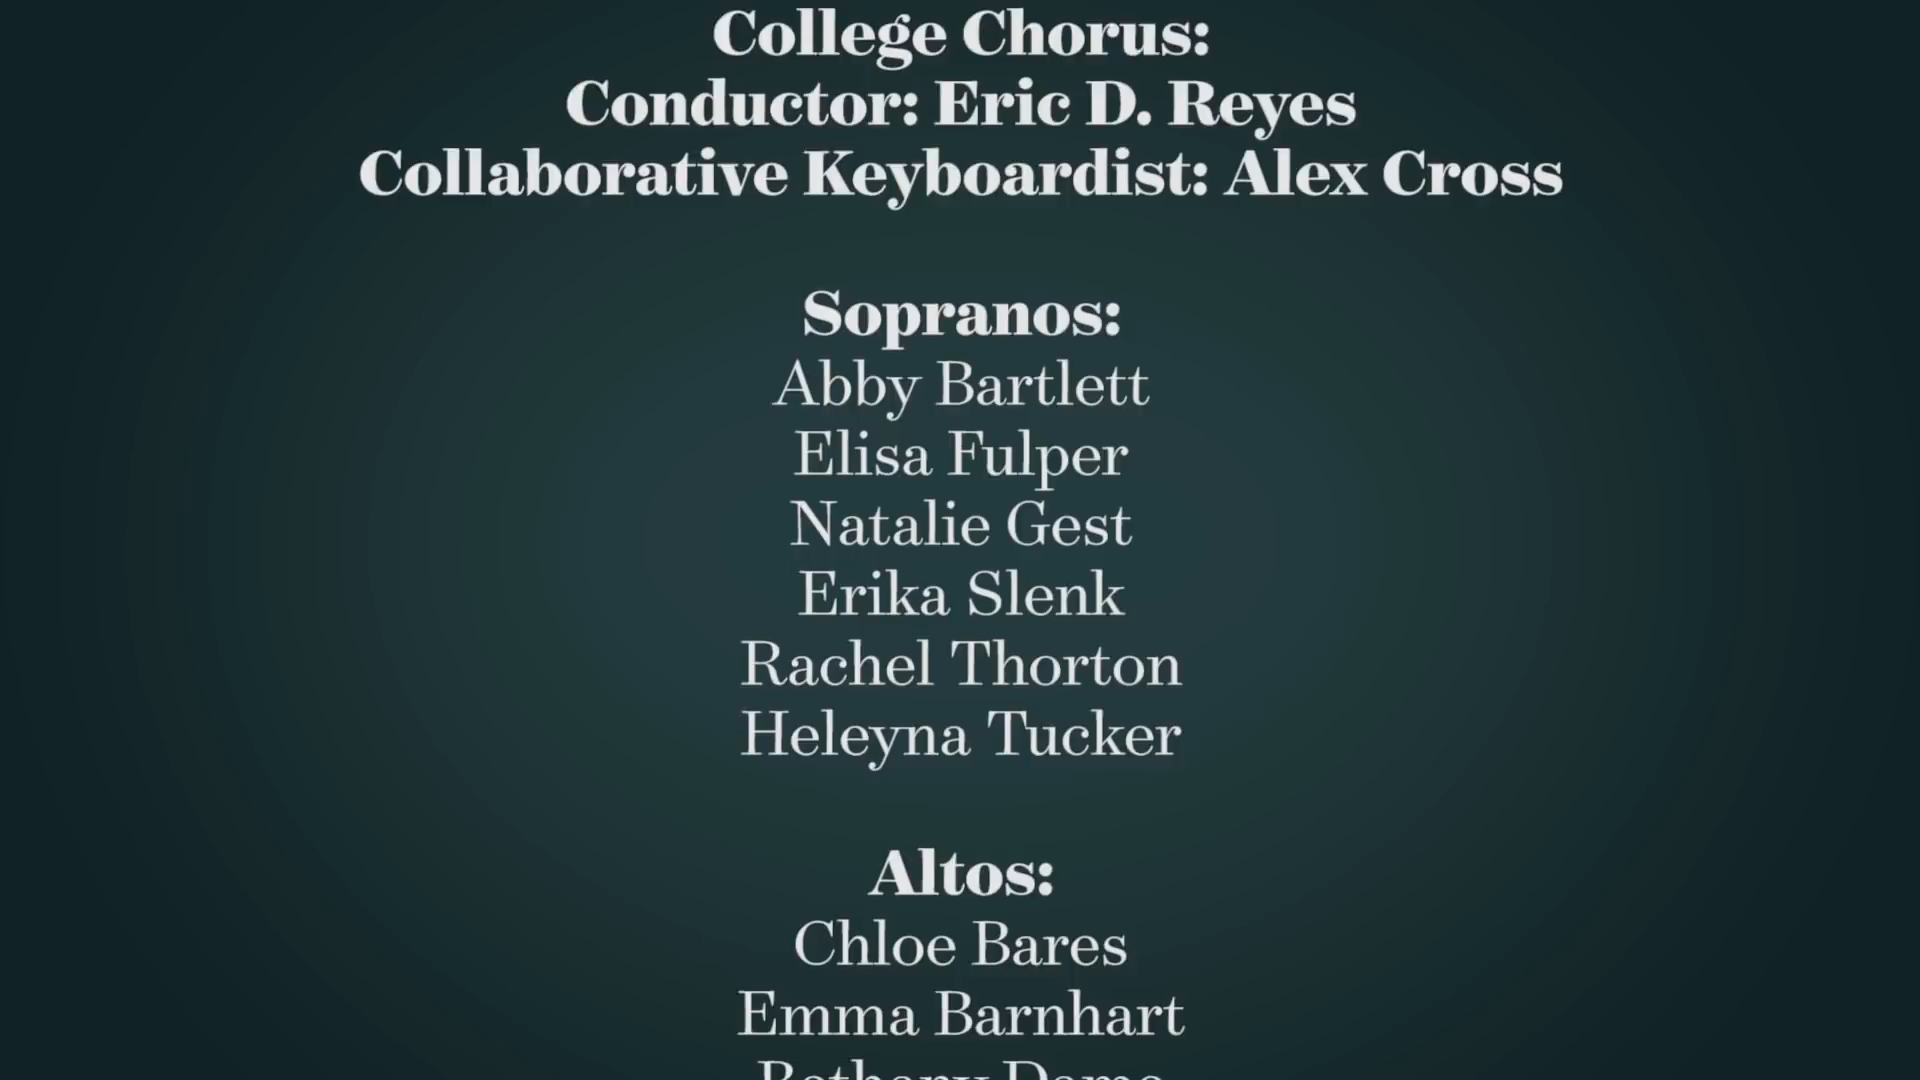 College Chorus:
Conductor: Eric D. Reyes
Collaborative Keyboardist: Alex Cross
Sopranos:
Abby Bartlett
Elisa Fulper
Natalie Gest
Erika Slenk
Rachel Thorton
Heleyna Tucker
Altos:
Chloe Bares
Emma Barnhart
Bethany